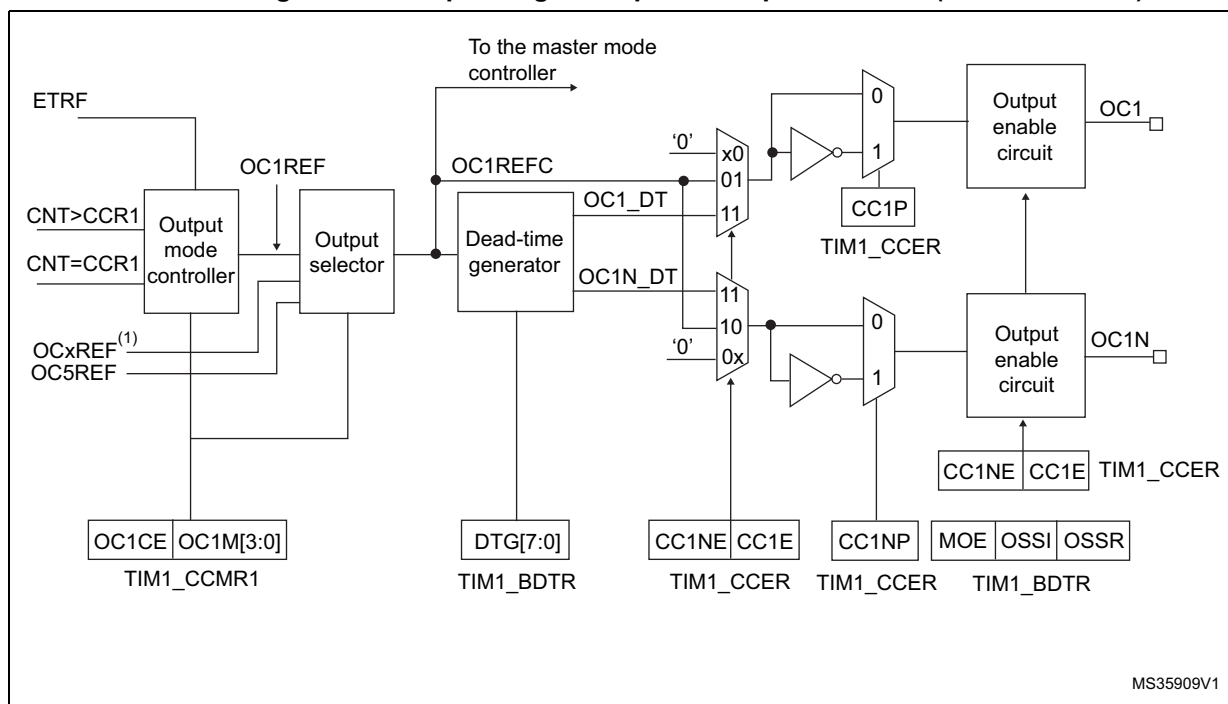 To the master mode
controller
ETRF
OC1REF
CNT>CCR1
CNT=CCR1
Output
mode
controller
Output
selector
OCxREF(1)
OC5REF
OC1REFC
Dead-time
generator
OC1_DT
OC1N_DT
‘0’
x0
01
11
11
10
‘0’
0x
0
1
CC1P
TIM1_CCER
0
1
Output
enable
circuit
OC1
Output
enable
circuit
OC1N
CC1NE CC1E TIM1_CCER
OC1CE OC1M[3:0]
TIM1_CCMR1
DTG[7:0]
TIM1_BDTR
CC1NE CC1E
TIM1_CCER
CC1NP
TIM1_CCER
MOE OSSI OSSR
TIM1_BDTR
MS35909V1